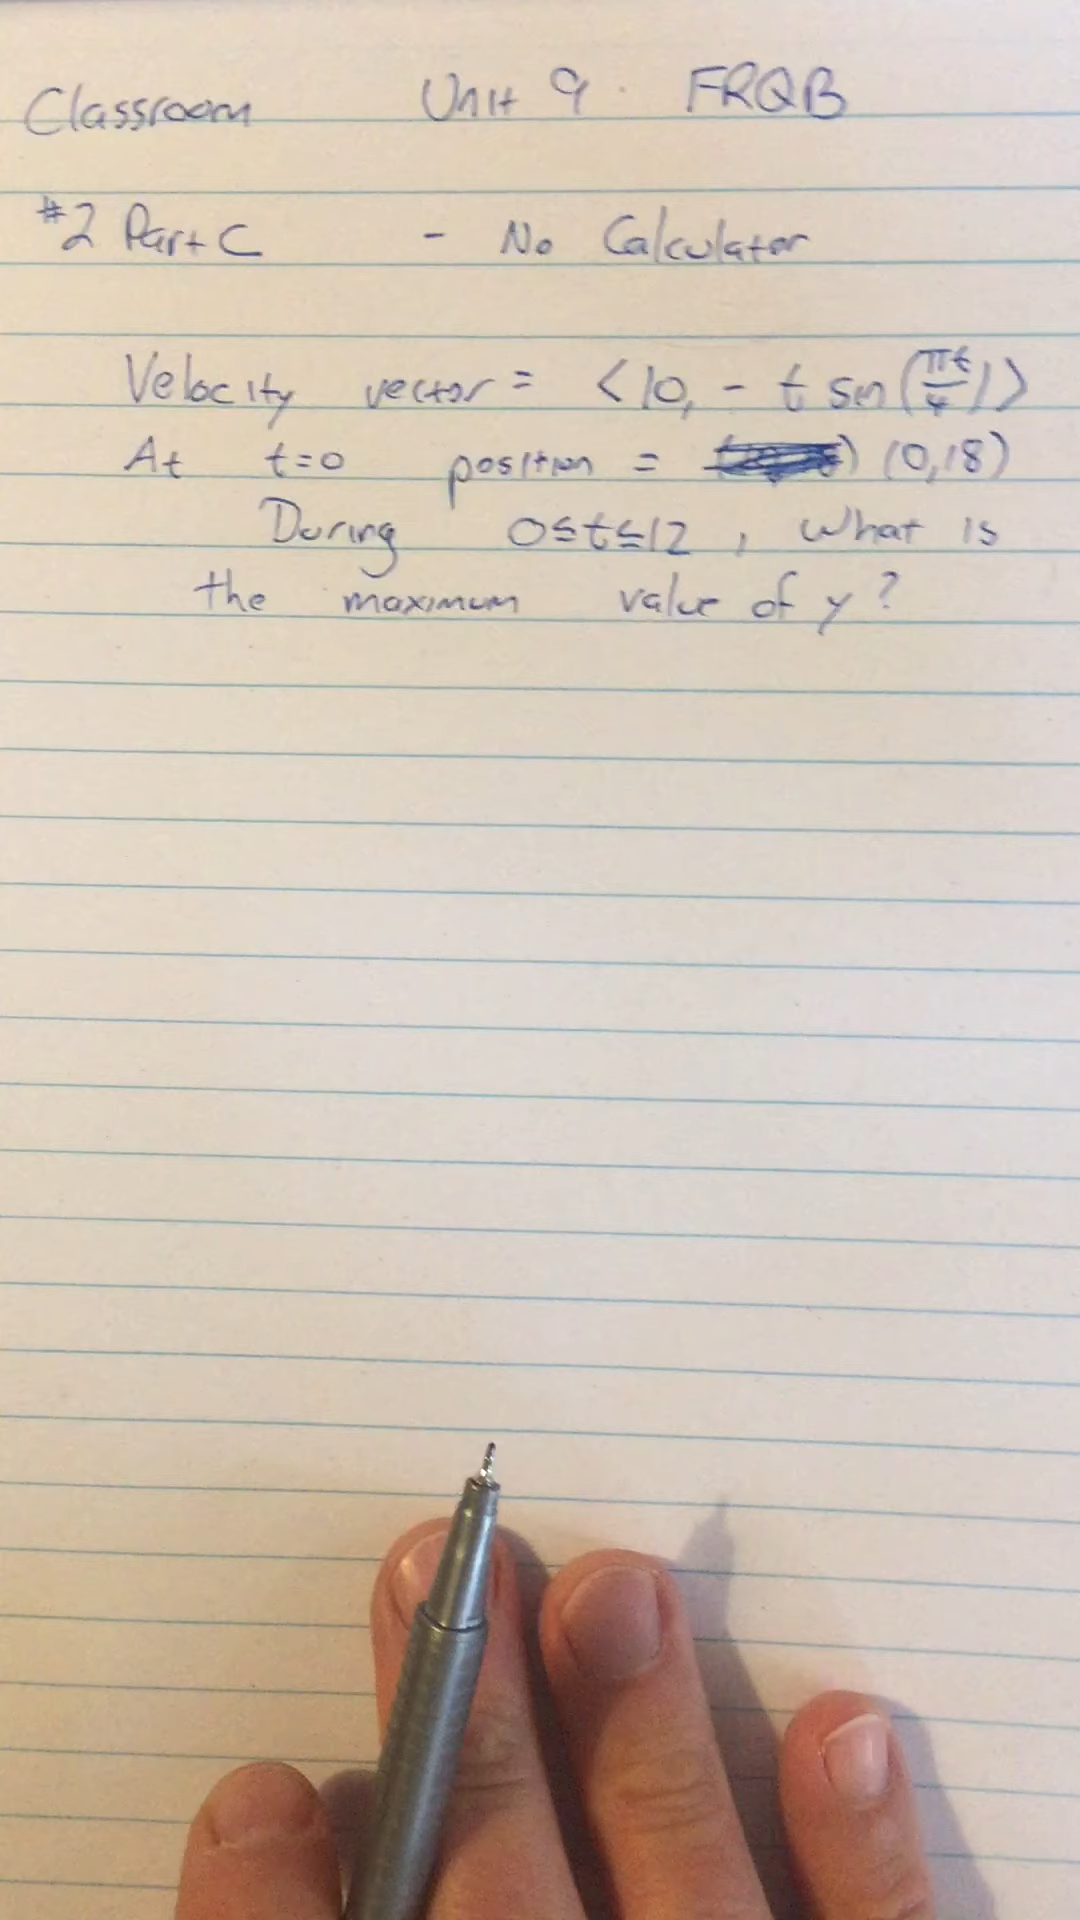 Classroom Unit 9. FRQB
#2 Part C - No Calculator
Velocity vector = <10, - t sin(πt/4)>
At t=0 position = (0,18)
During 0≤t≤12, What is
the maximum value of y?